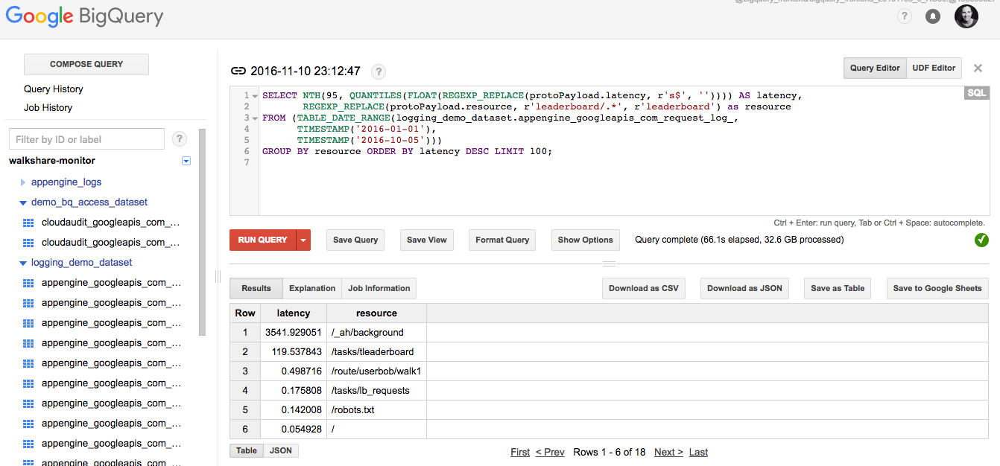 Google BigQuery
?
COMPOSE QUERY
Query History
Job History
Filter by ID or label
?
walkshare-monitor
appengine_logs
demo_bq_access_dataset
cloudaudit_googleapis_com_...
cloudaudit_googleapis_com_...
logging_demo_dataset
appengine_googleapis_com_...
appengine_googleapis_com_...
appengine_googleapis_com_...
appengine_googleapis_com_...
appengine_googleapis_com_...
appengine_googleapis_com_...
appengine_googleapis_com_...
appengine_googleapis_com_...
appengine_googleapis_com_...
appengine_googleapis_com_...
2016-11-10 23:12:47 ?
Query Editor UDF Editor
SQL
1 SELECT NTH(95, QUANTILES(FLOAT(REGEXP_REPLACE(protoPayload.latency, r's$', '')))) AS latency,
2 REGEXP_REPLACE(protoPayload.resource, r'leaderboard/.*', r'leaderboard') as resource
3 FROM (TABLE_DATE_RANGE(logging_demo_dataset.appengine_googleapis_com_request_log_,
4 TIMESTAMP('2016-01-01'),
5 TIMESTAMP('2016-10-05')))
6 GROUP BY resource ORDER BY latency DESC LIMIT 100;
7
Ctrl + Enter: run query, Tab or Ctrl + Space: autocomplete.
RUN QUERY Save Query Save View Format Query Show Options Query complete (66.1s elapsed, 32.6 GB processed)
Results Explanation Job Information Download as CSV Download as JSON Save as Table Save to Google Sheets
Row latency resource
1 3541.929051 /_ah/background
2 119.537843 /tasks/tleaderboard
3 0.498716 /route/userbob/walk1
4 0.175808 /tasks/lb_requests
5 0.142008 /robots.txt
6 0.054928 /
Table JSON First < Prev Rows 1 - 6 of 18 Next > Last